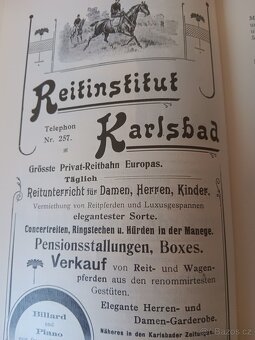 Reitinstitut
Telephon
Nr. 257.
Karlsbad
Grösste Privat-Reitbahn Europas.
Täglich
Reitunterricht für Damen, Herren, Kinder.
Vermiethung von Reitpferden und Luxusgespannen
elegantester Sorte.
Concertreiten, Ringstechen u. Hürden in der Manege.
Pensionsstallungen, Boxes.
Verkauf von Reit- und Wagen-
pferden aus den renommirtesten
Gestüten.
Elegante Herren- und
Damen-Garderobe.
Billard
und
Piano
Näheres in den Karlsbader Zeitungen.